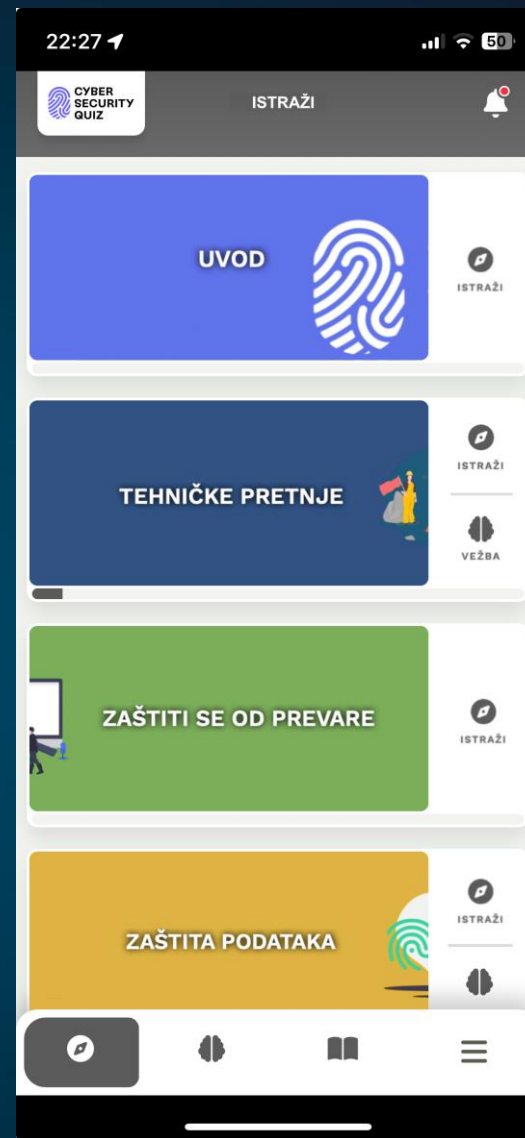 22:27
50
CYBER
SECURITY
QUIZ
ISTRAŽI
UVOD
ISTRAŽI
TEHNIČKE PRETNJE
ISTRAŽI
VEŽBA
ZAŠTITI SE OD PREVARE
ISTRAŽI
ZAŠTITA PODATAKA
ISTRAŽI